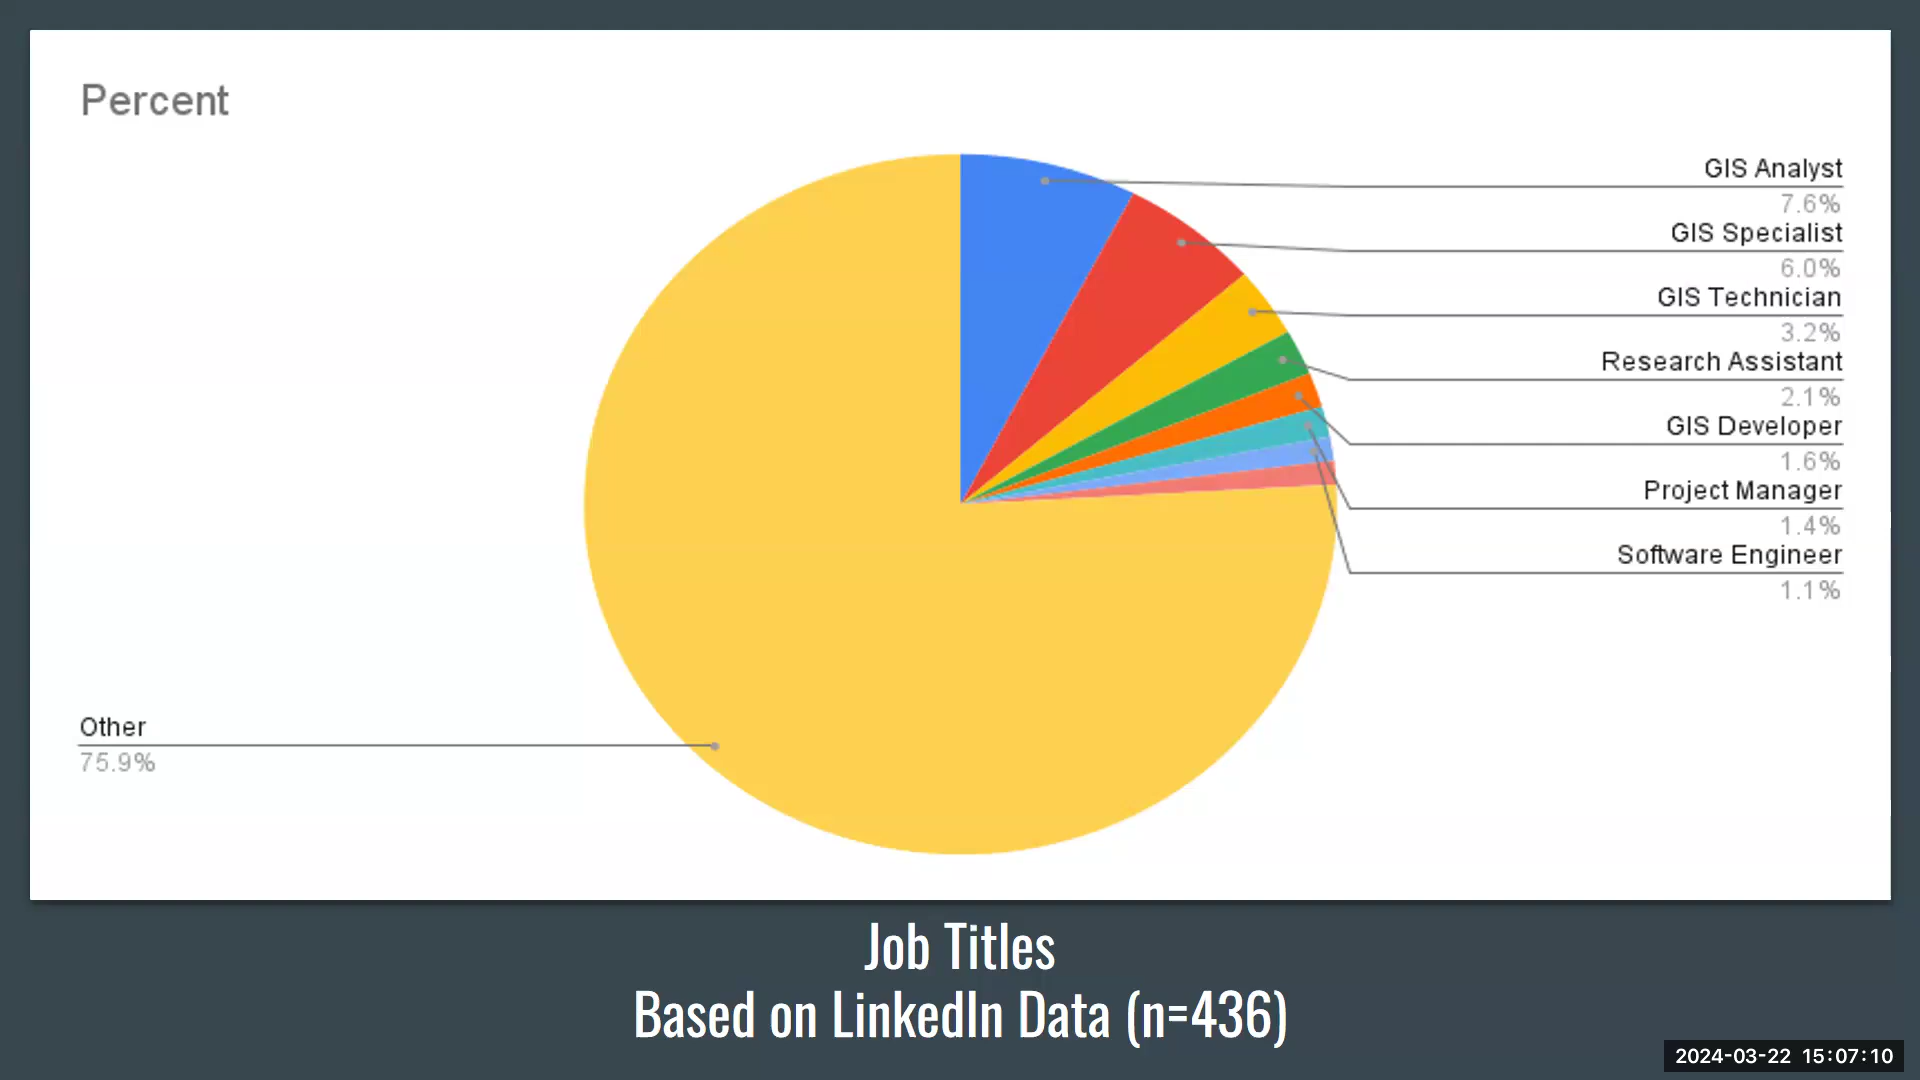 Percent
GIS Analyst
7.6%
GIS Specialist
6.0%
GIS Technician
3.2%
Research Assistant
2.1%
GIS Developer
1.6%
Project Manager
1.4%
Software Engineer
1.1%
Other
75.9%
Job Titles
Based on LinkedIn Data (n=436)
2024-03-22 15:07:10